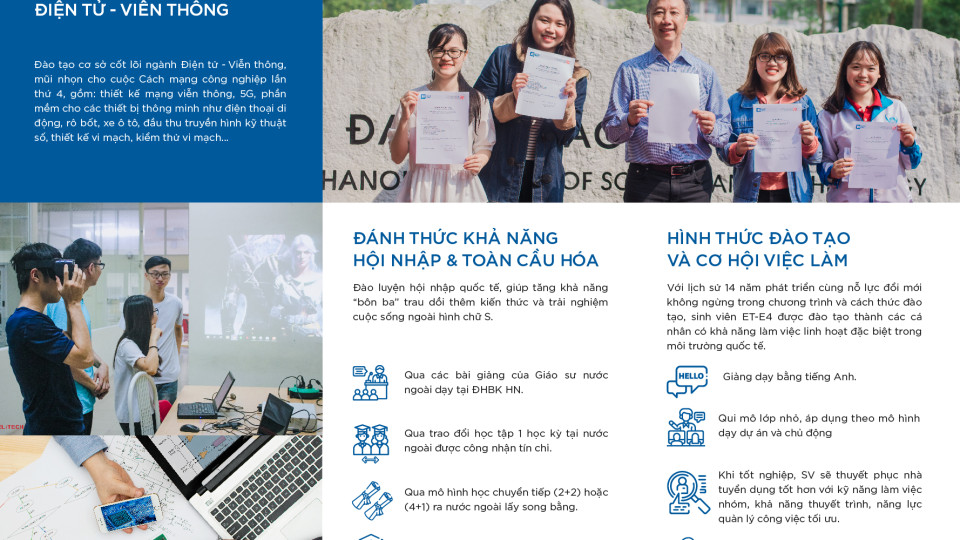 ĐIỆN TỬ - VIỄN THÔNG
Đào tạo cơ sở cốt lõi ngành Điện tử - Viễn thông,
mũi nhọn cho cuộc Cách mạng công nghiệp lần
thứ 4, gồm: thiết kế mạng viễn thông, 5G, phần
mềm cho các thiết bị thông minh như điện thoại di
động, rô bốt, xe ô tô, đầu thu truyền hình kỹ thuật
số, thiết kế vi mạch, kiểm thử vi mạch...
HANO OF SC
ĐÁNH THỨC KHẢ NĂNG
HỘI NHẬP & TOÀN CẦU HÓA
Đào luyện hội nhập quốc tế, giúp tăng khả năng
“bôn ba” trau dồi thêm kiến thức và trải nghiệm
cuộc sống ngoài hình chữ S.
Qua các bài giảng của Giáo sư nước
ngoài dạy tại ĐHBK HN.
Qua trao đổi học tập 1 học kỳ tại nước
ngoài được công nhận tín chỉ.
Qua mô hình học chuyển tiếp (2+2) hoặc
(4+1) ra nước ngoài lấy song bằng.
HÌNH THỨC ĐÀO TẠO
VÀ CƠ HỘI VIỆC LÀM
Với lịch sử 14 năm phát triển cùng nỗ lực đổi mới
không ngừng trong chương trình và cách thức đào
tạo, sinh viên ET-E4 được đào tạo thành các cá
nhân có khả năng làm việc linh hoạt đặc biệt trong
môi trường quốc tế.
HELLO
Giảng dạy bằng tiếng Anh.
Qui mô lớp nhỏ, áp dụng theo mô hình
dạy dự án và chủ động
Khi tốt nghiệp, SV sẽ thuyết phục nhà
tuyển dụng tốt hơn với kỹ năng làm việc
nhóm, khả năng thuyết trình, năng lực
quản lý công việc tối ưu.